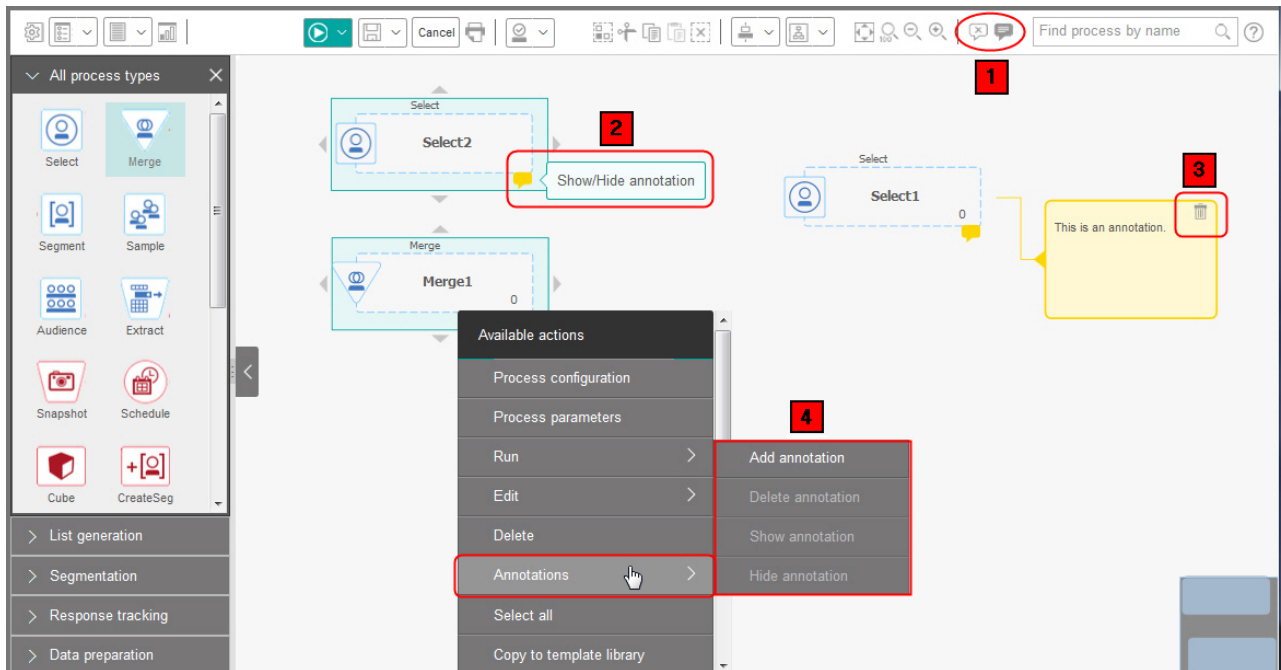 Cancel
100
Find process by name
1
All process types
Select
Merge
Segment
Sample
Audience
Extract
Snapshot
Schedule
Cube
CreateSeg
List generation
Segmentation
Response tracking
Data preparation
Select
Select2
2
Show/Hide annotation
Merge
Merge1
0
Select
Select1
0
3
This is an annotation.
Available actions
Process configuration
Process parameters
Run
Edit
Delete
Annotations
Select all
Copy to template library
4
Add annotation
Delete annotation
Show annotation
Hide annotation